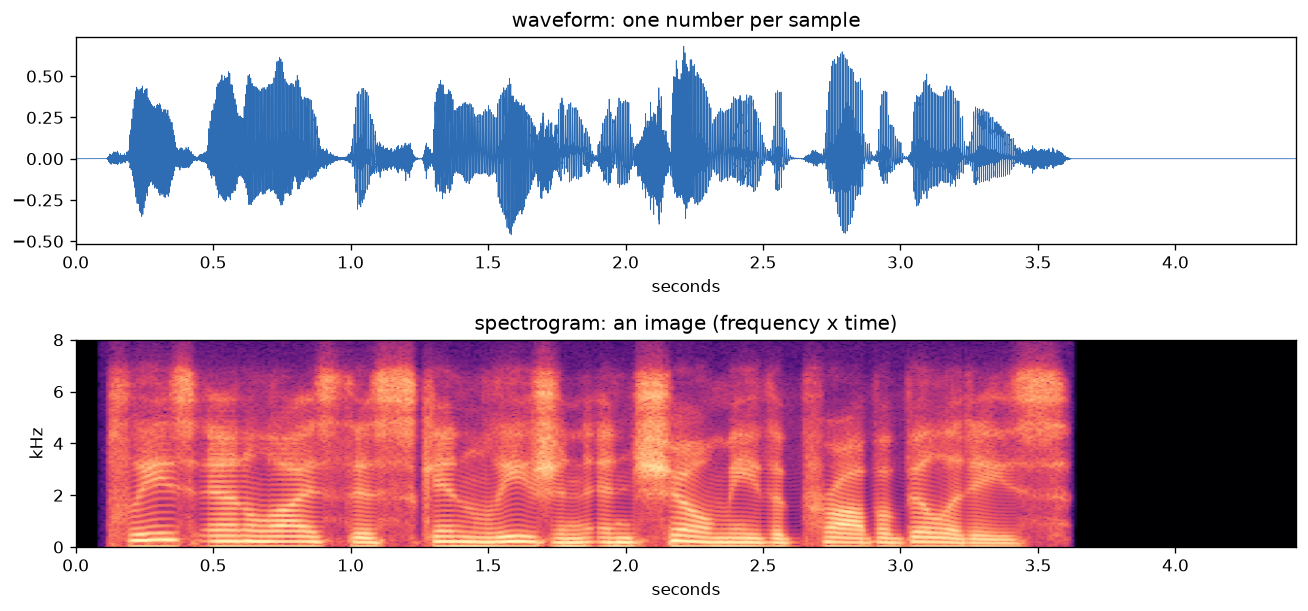 waveform: one number per sample
0.50
0.25
0.00
−0.25
−0.50
0.0 0.5 1.0 1.5 2.0 2.5 3.0 3.5 4.0
seconds
spectrogram: an image (frequency x time)
8
6
4
2
0
kHz
0.0 0.5 1.0 1.5 2.0 2.5 3.0 3.5 4.0
seconds